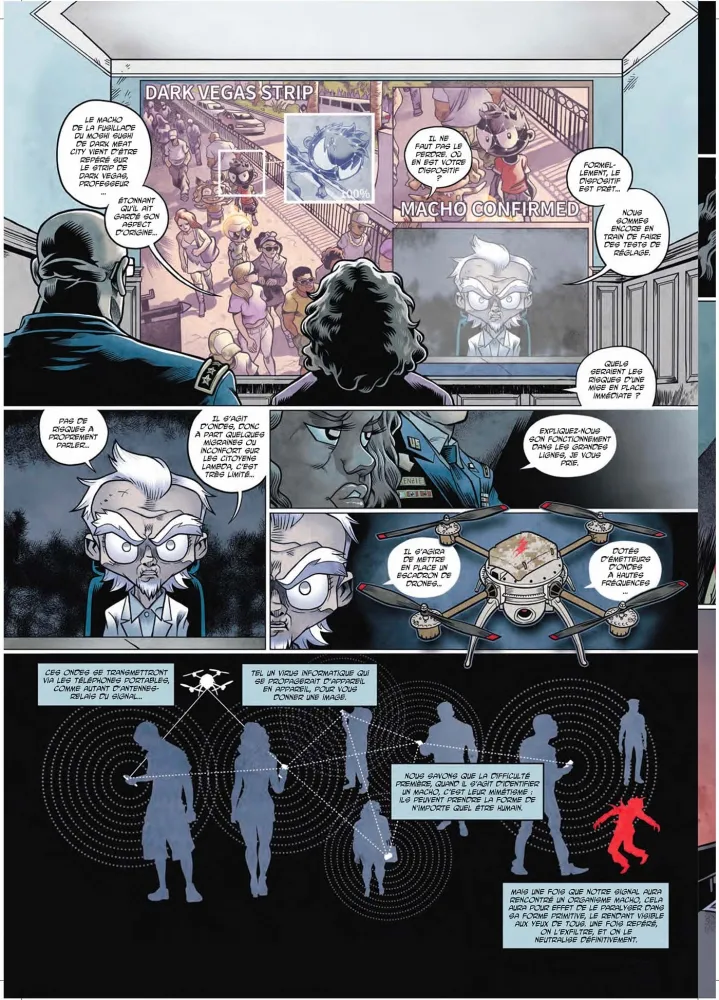 DARK VEGAS STRIP
LE MACHO
DE LA FUSILLADE
DU MOSHI SUSHI
DE DARK MEAT
CITY VIENT D'ÊTRE
REPÉRÉ SUR
LE STRIP DE
DARK VEGAS,
PROFESSEUR
...
ÉTONNANT
QU'IL AIT
GARDÉ SON
ASPECT
D'ORIGINE...
100%
IL NE
FAUT PAS LE
PERDRE, OÙ
EN EST VOTRE
DISPOSITIF
?
MACHO CONFIRMED
FORMEL-
LEMENT, LE
DISPOSITIF
EST PRÊT...
NOUS
SOMMES
ENCORE EN
TRAIN DE FAIRE
DES TESTS DE
RÉGLAGE.
QUELS
SERAIENT LES
RISQUES D'UNE
MISE EN PLACE
IMMÉDIATE ?
PAS DE
RISQUES À
PROPREMENT
PARLER...
IL S'AGIT
D'ONDES, DONC
À PART QUELQUES
MIGRAINES OU
INCONFORT SUR
LES CITOYENS
LAMBDA, C'EST
TRÈS LIMITÉ...
EXPLIQUEZ-NOUS
SON FONCTIONNEMENT
DANS LES GRANDES
LIGNES, JE VOUS
PRIE.
IL S'AGIRA
DE METTRE
EN PLACE UN
ESCADRON DE
DRONES...
DOTÉS
D'ÉMETTEURS
D'ONDES
À HAUTES
FRÉQUENCES
...
CES ONDES SE TRANSMETTRONT
VIA LES TÉLÉPHONES PORTABLES,
COMME AUTANT D'ANTENNES-
RELAIS DU SIGNAL...
TEL UN VIRUS INFORMATIQUE QUI
SE PROPAGERAIT D'APPAREIL
EN APPAREIL, POUR VOUS
DONNER UNE IMAGE.
NOUS SAVONS QUE LA DIFFICULTÉ
PREMIÈRE, QUAND IL S'AGIT D'IDENTIFIER
UN MACHO, C'EST LEUR MIMÉTISME :
ILS PEUVENT PRENDRE LA FORME DE
N'IMPORTE QUEL ÊTRE HUMAIN.
MAIS UNE FOIS QUE NOTRE SIGNAL AURA
RENCONTRÉ UN ORGANISME MACHO, CELA
AURA POUR EFFET DE LE PARALYSER DANS
SA FORME PRIMITIVE, LE RENDANT VISIBLE
AUX YEUX DE TOUS. UNE FOIS REPÉRÉ,
ON L'EXFILTRE, ET ON LE
NEUTRALISE DÉFINITIVEMENT.